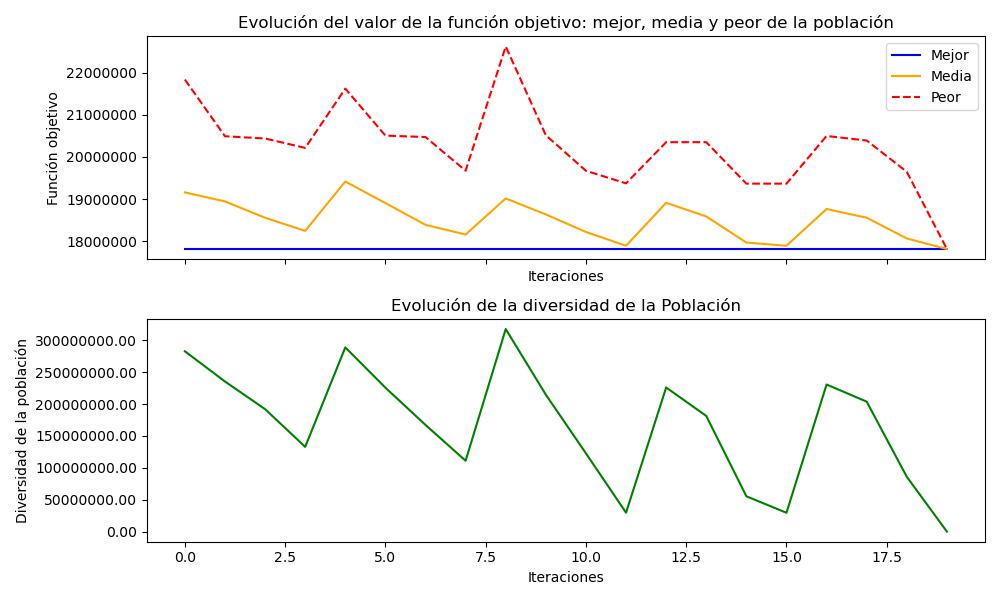 Evolución del valor de la función objetivo: mejor, media y peor de la población
Función objetivo
22000000
21000000
20000000
19000000
18000000
Mejor
Media
Peor
Iteraciones
Evolución de la diversidad de la Población
Diversidad de la población
300000000.00
250000000.00
200000000.00
150000000.00
100000000.00
50000000.00
0.00
0.0 2.5 5.0 7.5 10.0 12.5 15.0 17.5
Iteraciones